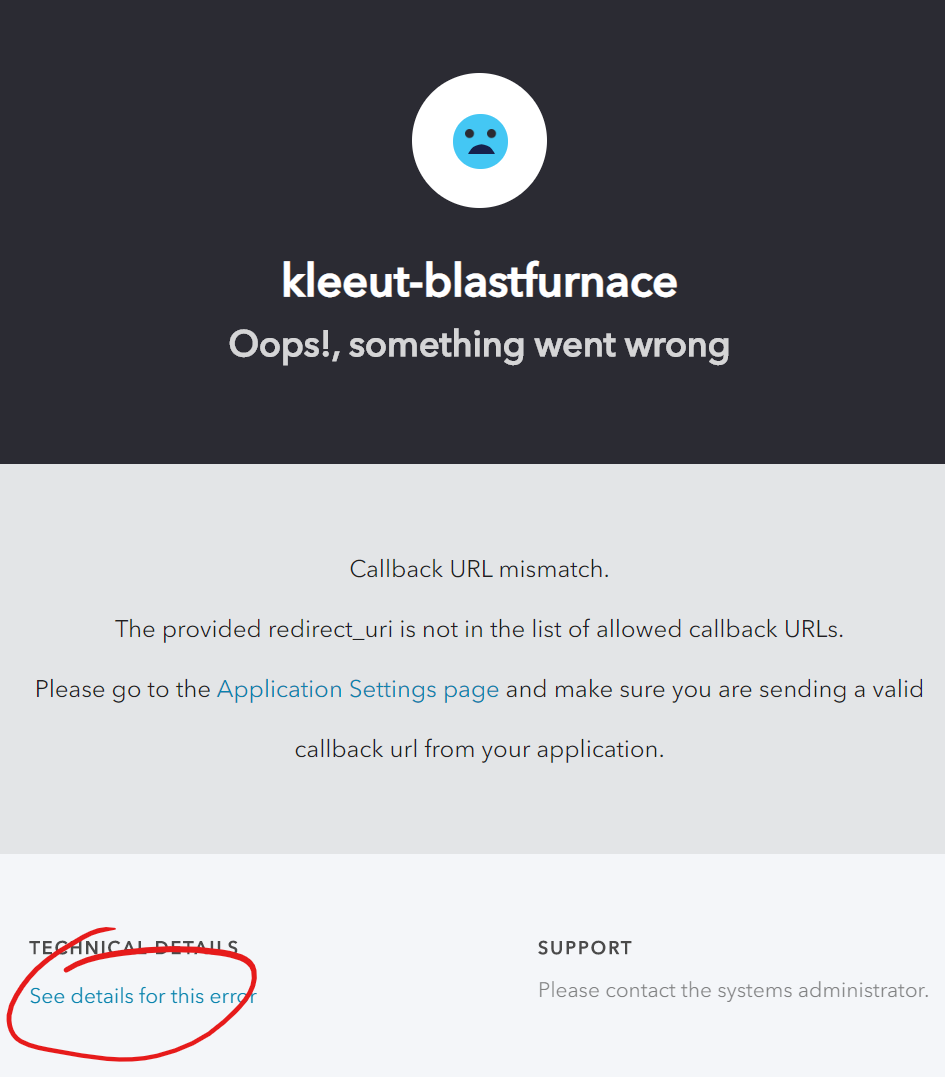 kleeut-blastfurnace
Oops!, something went wrong
Callback URL mismatch.
The provided redirect_uri is not in the list of allowed callback URLs.
Please go to the Application Settings page and make sure you are sending a valid
callback url from your application.
TECHNICAL DETAILS
See details for this error
SUPPORT
Please contact the systems administrator.